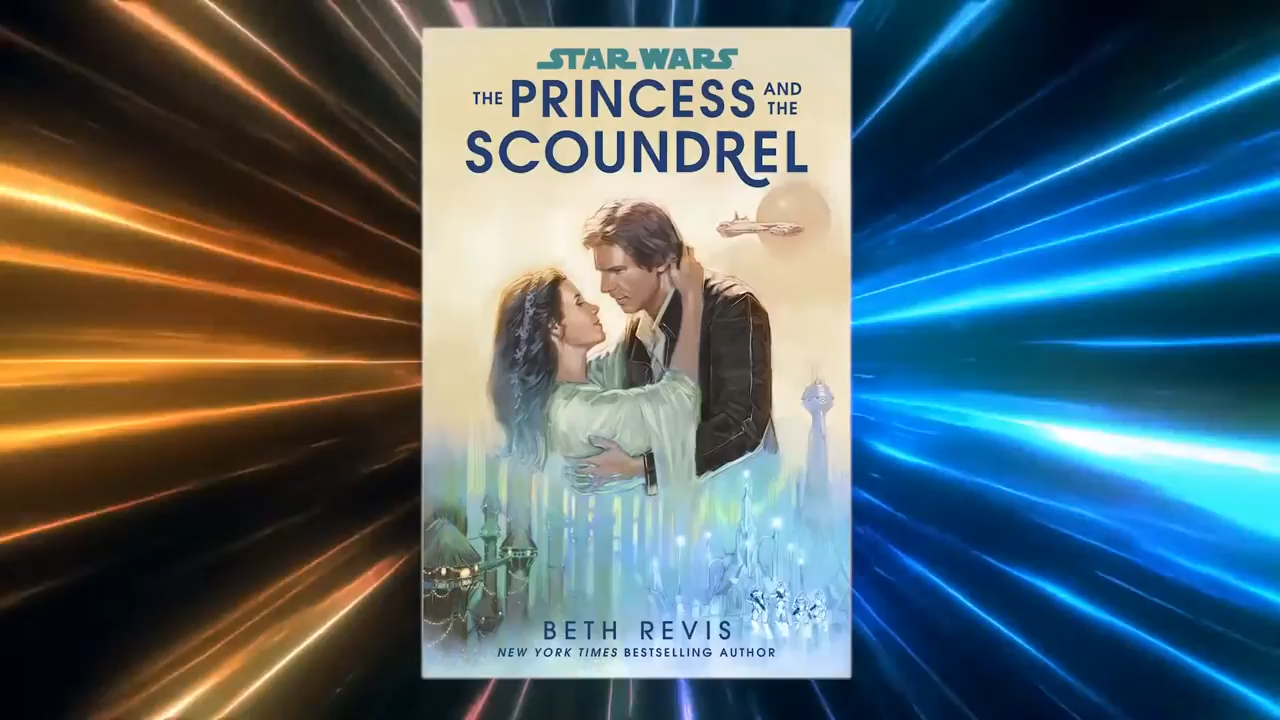 STAR WARS
THE PRINCESS AND THE
SCOUNDREL
BETH REVIS
NEW YORK TIMES BESTSELLING AUTHOR